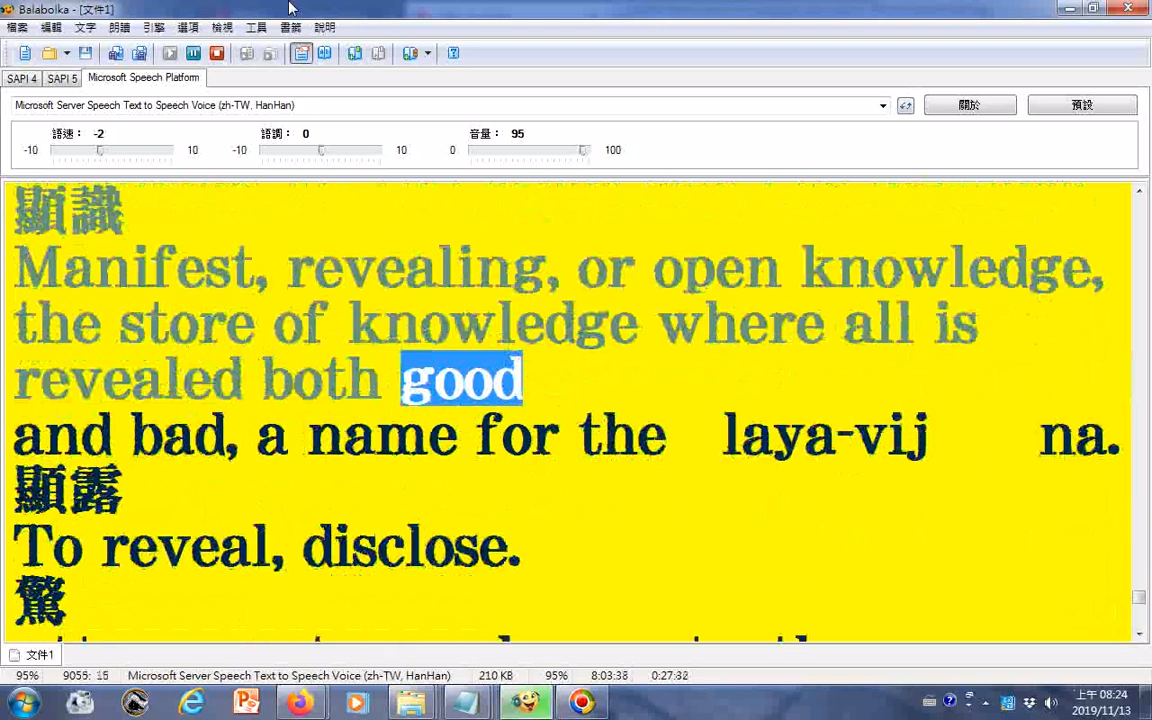 Balabolka - [文件1]
檔案 編輯 文字 朗讀 引擎 選項 檢視 工具 書籤 說明
SAPI 4 SAPI 5 Microsoft Speech Platform
Microsoft Server Speech Text to Speech Voice (zh-TW, HanHan) 關於 預設
語速： -2 語調： 0 音量： 95
-10 10 -10 10 0 100
顯識
Manifest, revealing, or open knowledge,
the store of knowledge where all is
revealed both good
and bad, a name for the laya-vij na.
顯露
To reveal, disclose.
驚
文件1
95% 9055: 15 Microsoft Server Speech Text to Speech Voice (zh-TW, HanHan) 210 KB 95% 8:03:38 0:27:32
上午 08:24
2019/11/13